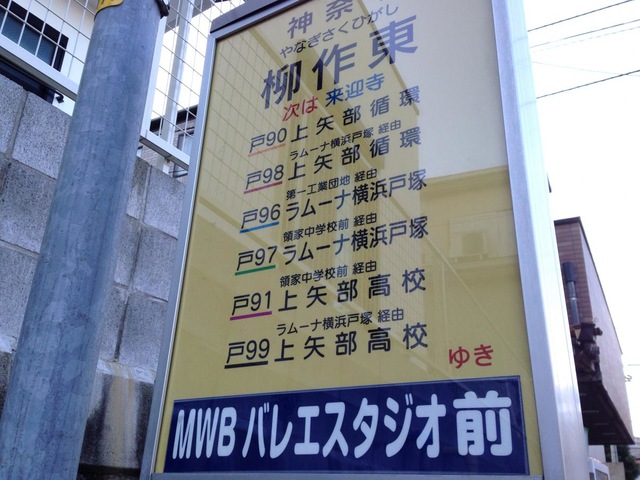 神奈
やなぎさくひがし
柳作東
次は 来迎寺
戸90 上矢部循環
ラムーナ横浜戸塚 経由
戸98 上矢部循環
第一工業団地 経由
戸96 ラムーナ横浜戸塚
領家中学校前 経由
戸97 ラムーナ横浜戸塚
領家中学校前 経由
戸91 上矢部高校
ラムーナ横浜戸塚 経由
戸99 上矢部高校
ゆき
MWBバレエスタジオ前